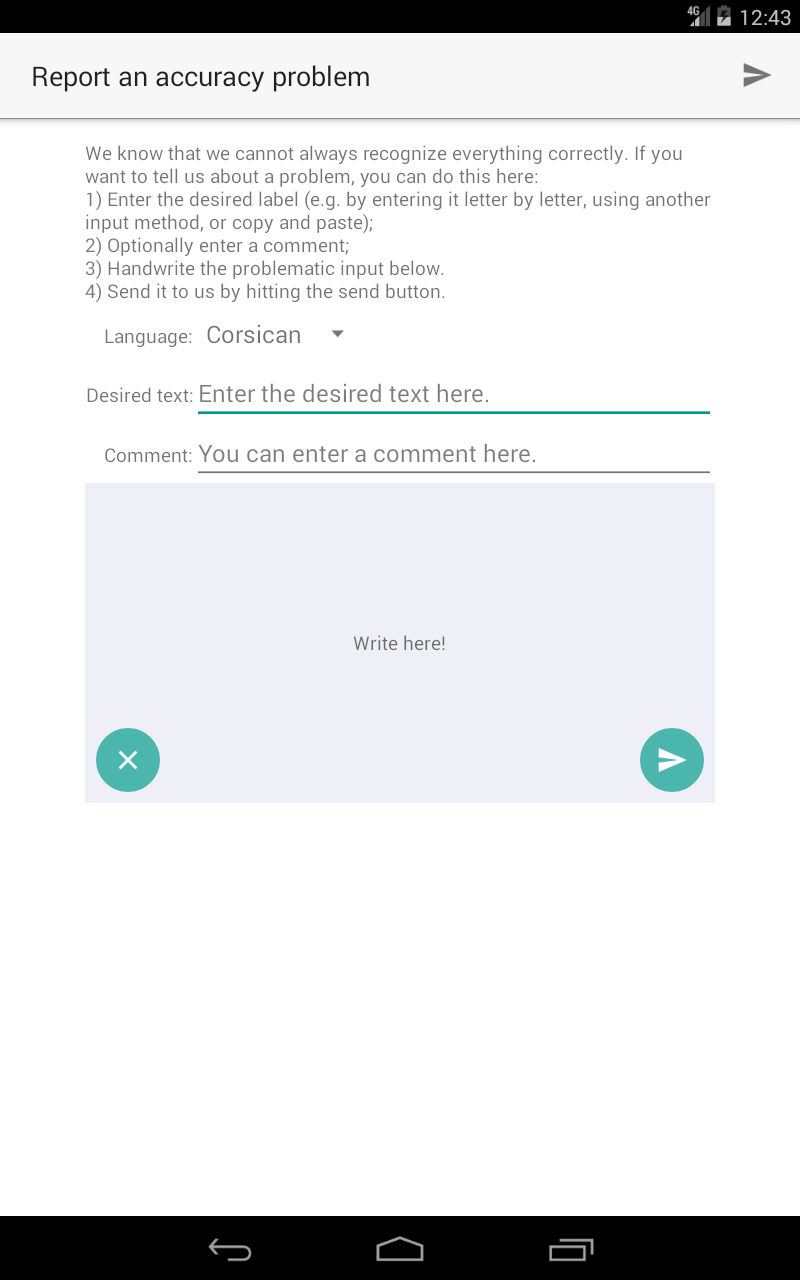 4G 12:43
Report an accuracy problem
We know that we cannot always recognize everything correctly. If you
want to tell us about a problem, you can do this here:
1) Enter the desired label (e.g. by entering it letter by letter, using another
input method, or copy and paste);
2) Optionally enter a comment;
3) Handwrite the problematic input below.
4) Send it to us by hitting the send button.
Language: Corsican
Desired text: Enter the desired text here.
Comment: You can enter a comment here.
Write here!